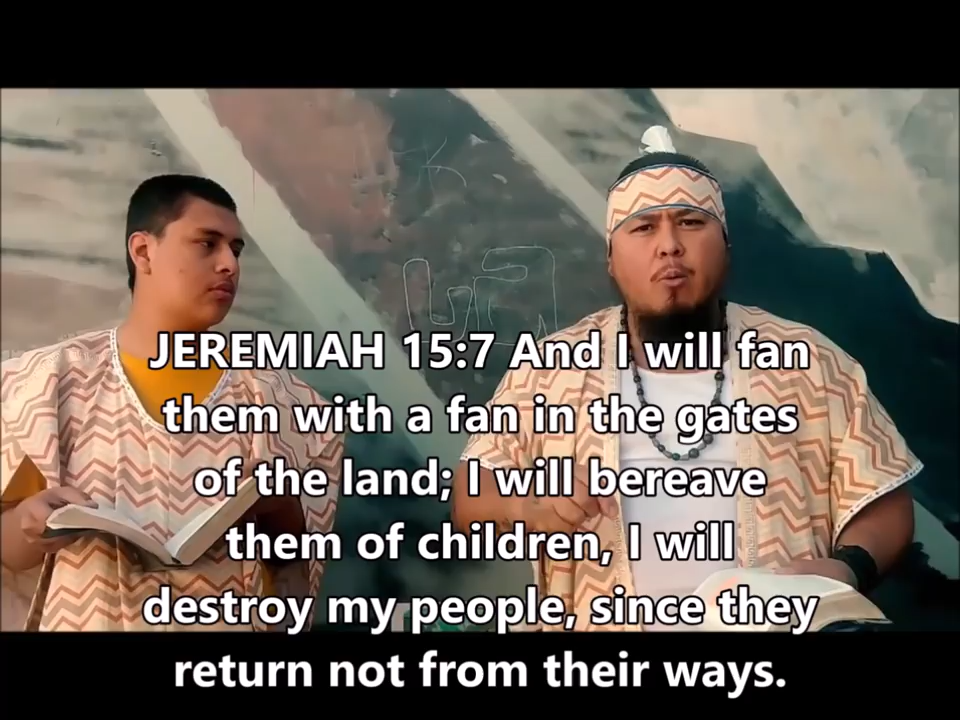 JEREMIAH 15:7 And I will fan
them with a fan in the gates
of the land; I will bereave
them of children, I will
destroy my people, since they
return not from their ways.